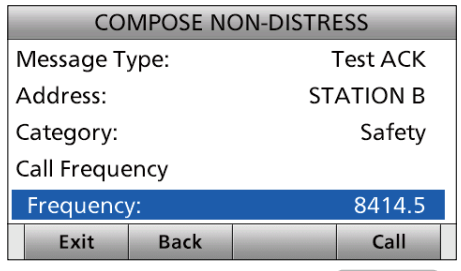 COMPOSE NON-DISTRESS
Message Type: Test ACK
Address: STATION B
Category: Safety
Call Frequency
Frequency: 8414.5
Exit Back Call